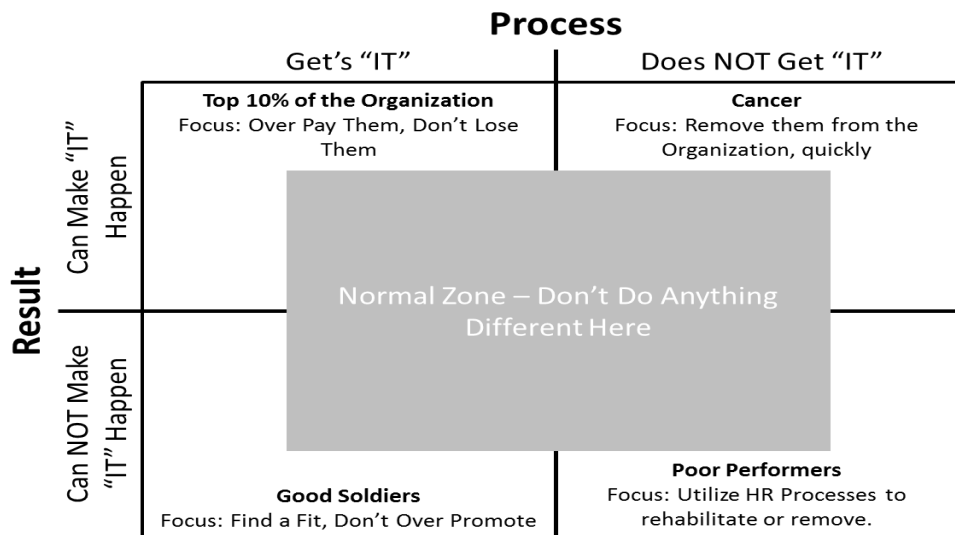 Process
Get's “IT”
Does NOT Get “IT”
Result
Can Make “IT”
Happen
Top 10% of the Organization
Focus: Over Pay Them, Don’t Lose
Them
Cancer
Focus: Remove them from the
Organization, quickly
Normal Zone – Don’t Do Anything
Different Here
Can NOT Make
“IT” Happen
Good Soldiers
Focus: Find a Fit, Don’t Over Promote
Poor Performers
Focus: Utilize HR Processes to
rehabilitate or remove.